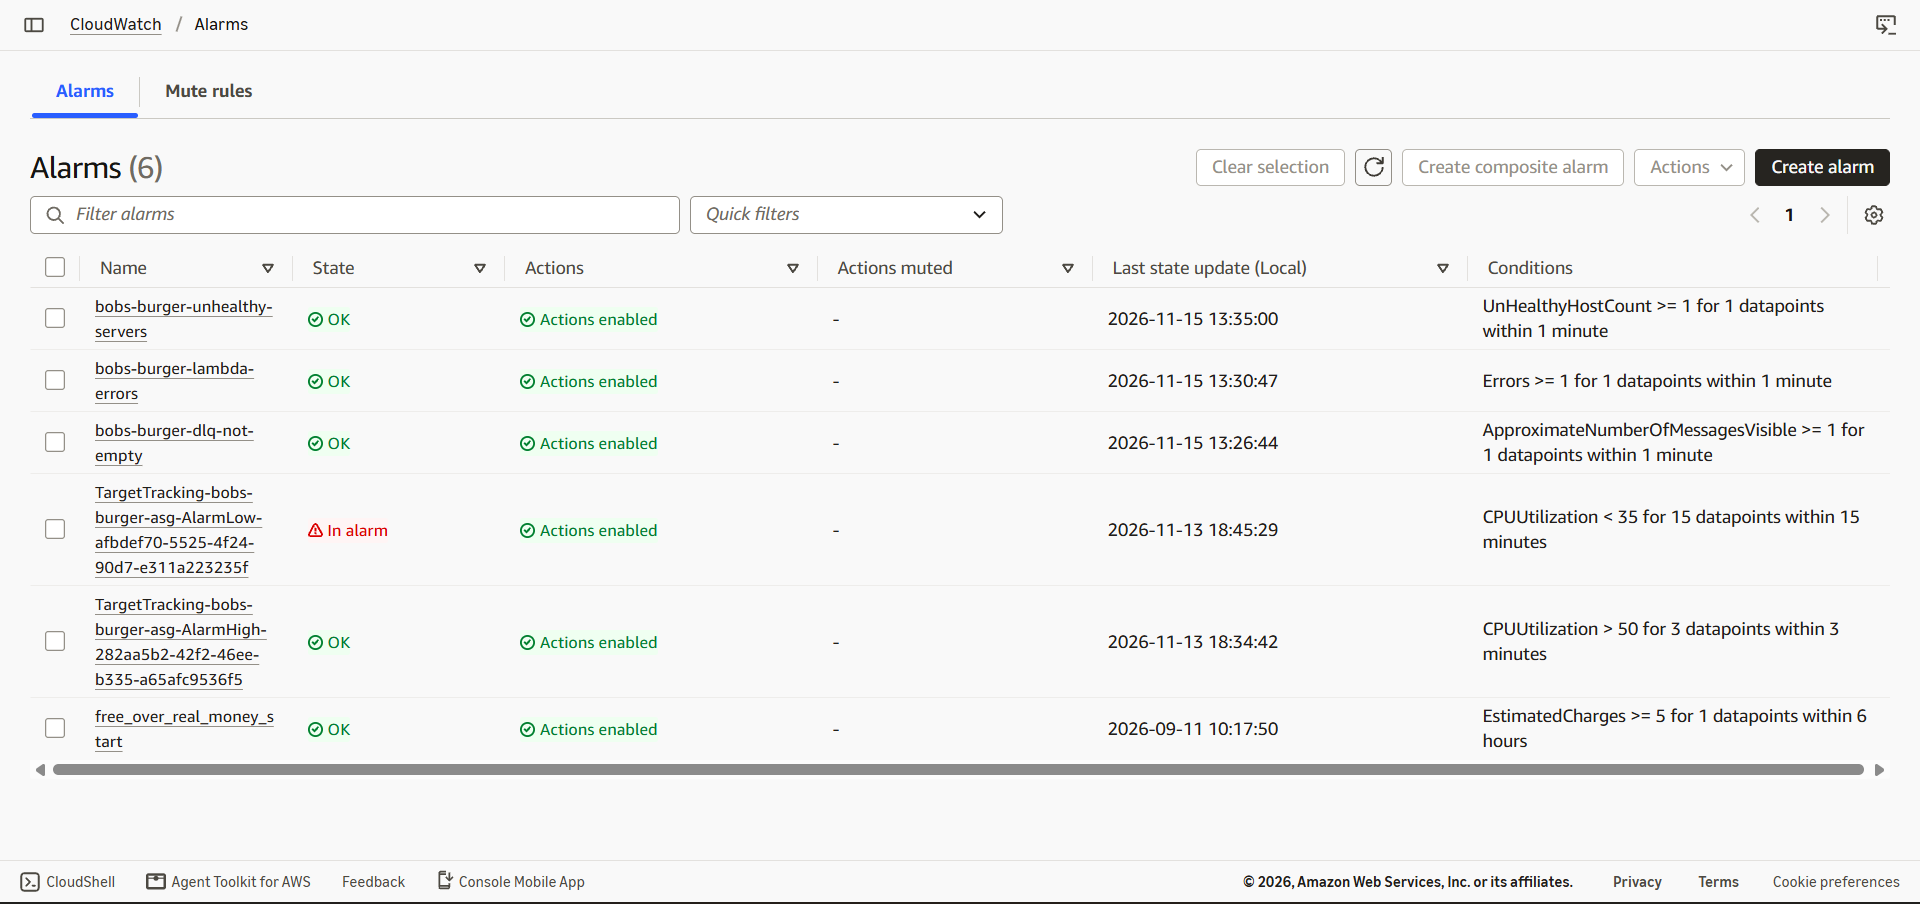 CloudWatch / Alarms
Alarms
Mute rules
Alarms (6)
Clear selection
Create composite alarm
Actions
Create alarm
Filter alarms
Quick filters
1
Name
State
Actions
Actions muted
Last state update (Local)
Conditions
bobs-burger-unhealthy-
servers
OK
Actions enabled
-
2026-11-15 13:35:00
UnHealthyHostCount >= 1 for 1 datapoints
within 1 minute
bobs-burger-lambda-
errors
OK
Actions enabled
-
2026-11-15 13:30:47
Errors >= 1 for 1 datapoints within 1 minute
bobs-burger-dlq-not-
empty
OK
Actions enabled
-
2026-11-15 13:26:44
ApproximateNumberOfMessagesVisible >= 1 for
1 datapoints within 1 minute
TargetTracking-bobs-
burger-asg-AlarmLow-
afbdef70-5525-4f24-
90d7-e311a223235f
In alarm
Actions enabled
-
2026-11-13 18:45:29
CPUUtilization < 35 for 15 datapoints within 15
minutes
TargetTracking-bobs-
burger-asg-AlarmHigh-
282aa5b2-42f2-46ee-
b335-a65afc9536f5
OK
Actions enabled
-
2026-11-13 18:34:42
CPUUtilization > 50 for 3 datapoints within 3
minutes
free_over_real_money_s
tart
OK
Actions enabled
-
2026-09-11 10:17:50
EstimatedCharges >= 5 for 1 datapoints within 6
hours
CloudShell
Agent Toolkit for AWS
Feedback
Console Mobile App
© 2026, Amazon Web Services, Inc. or its affiliates.
Privacy
Terms
Cookie preferences